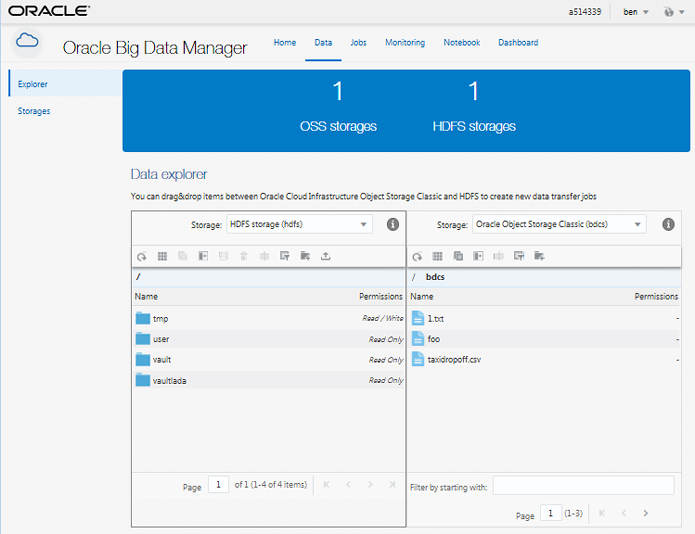 ORACLE®
a514339 ben
Oracle Big Data Manager Home Data Jobs Monitoring Notebook Dashboard
Explorer
Storages
1 1
OSS storages HDFS storages
Data explorer
You can drag&drop items between Oracle Cloud Infrastructure Object Storage Classic and HDFS to create new data transfer jobs
Storage: HDFS storage (hdfs) Storage: Oracle Object Storage Classic (bdcs)
/ / bdcs
Name Permissions Name Permissions
tmp Read / Write 1.txt -
user Read Only foo -
vault Read Only taxidropoff.csv -
vaultlada Read Only
Page 1 of 1 (1-4 of 4 items) Filter by starting with:
Page 1 (1-3)